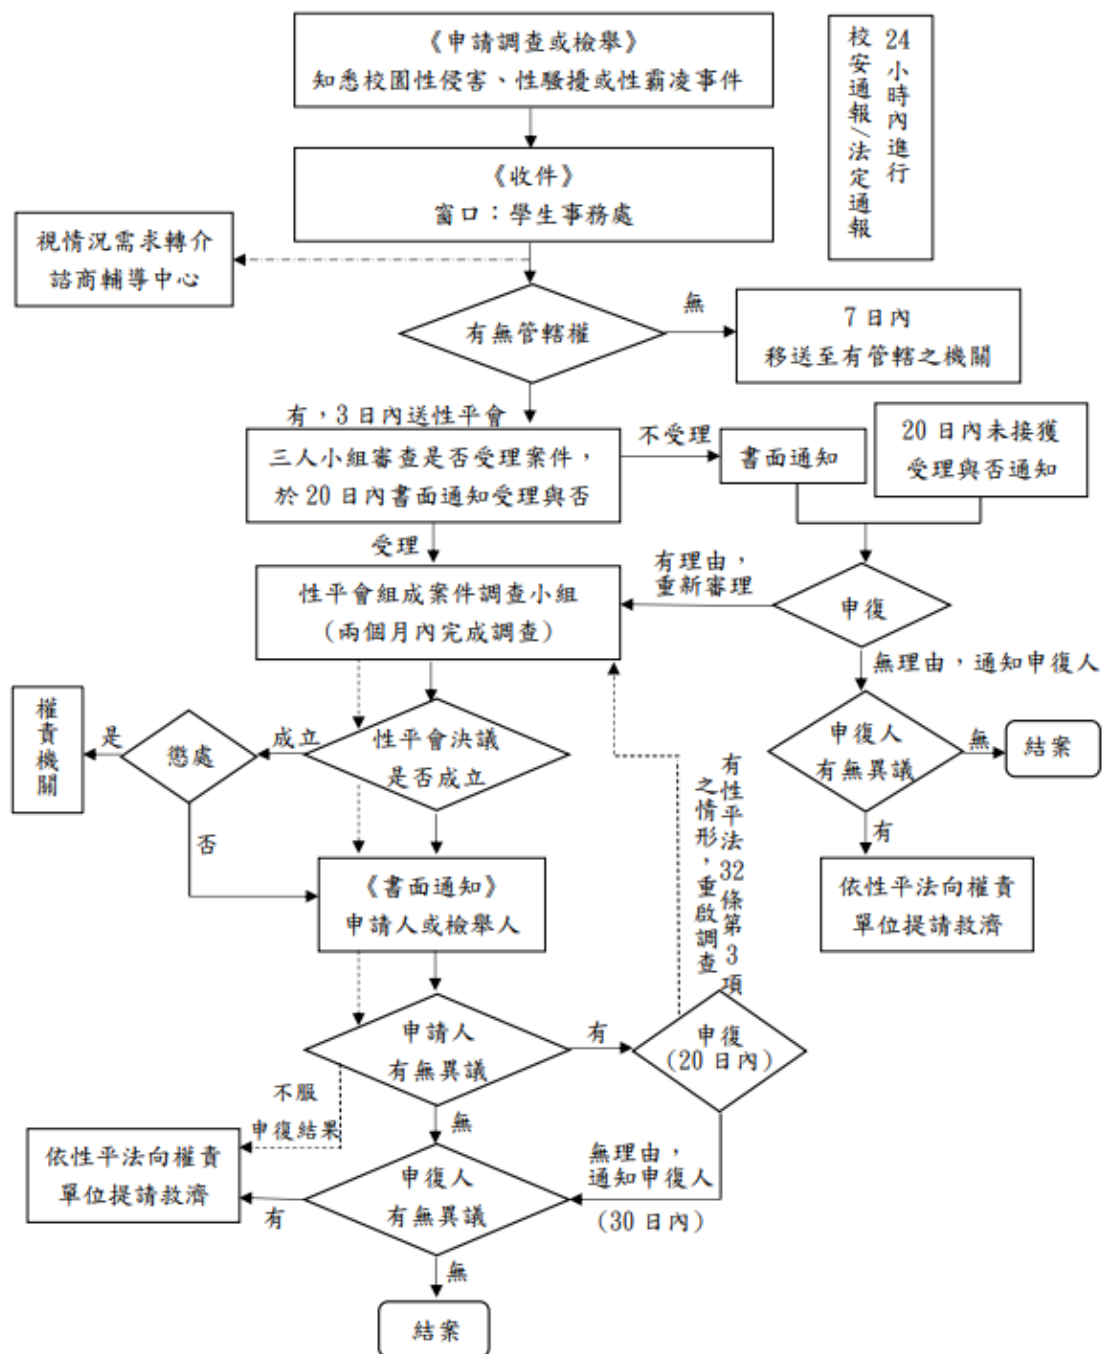 《申請調查或檢舉》
知悉校園性侵害、性騷擾或性霸凌事件
24小時內進行
校安通報/法定通報
《收件》
窗口：學生事務處
視情況需求轉介
諮商輔導中心
有無管轄權
無
7日內
移送至有管轄之機關
有，3日內送性平會
三人小組審查是否受理案件，
於20日內書面通知受理與否
不受理
書面通知
20日內未接獲
受理與否通知
受理
有理由，
重新審理
申復
性平會組成案件調查小組
(兩個月內完成調查)
無理由，通知申復人
權責機關
是
懲處
成立
性平會決議
是否成立
有性平法32條第3項
之情形，重啟調查
申復人
有無異議
無
結案
否
有
《書面通知》
申請人或檢舉人
依性平法向權責
單位提請救濟
申請人
有無異議
有
申復
(20日內)
不服
申復結果
無
依性平法向權責
單位提請救濟
申復人
有無異議
無理由，
通知申復人
(30日內)
有
無
結案